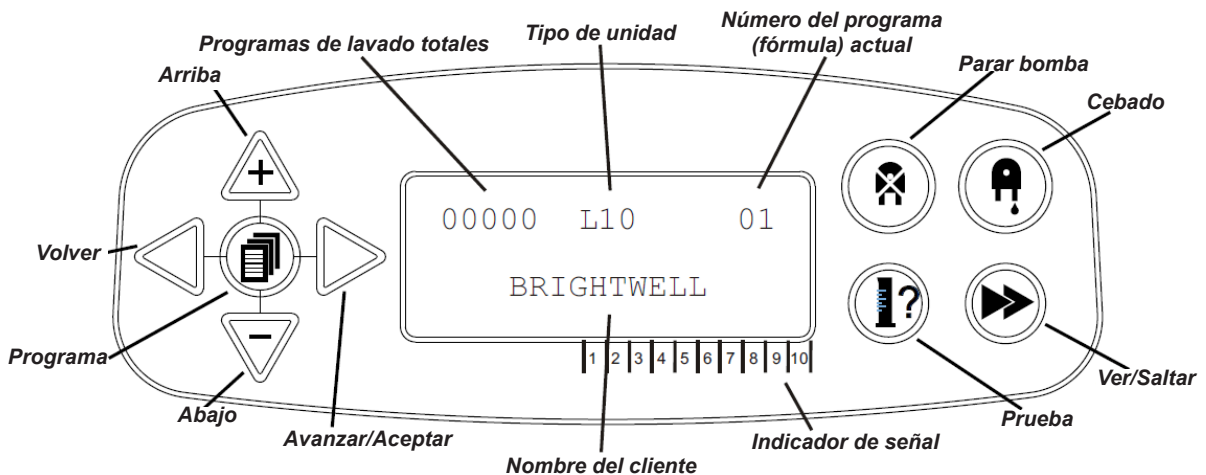 Programas de lavado totales
Tipo de unidad
Número del programa
(fórmula) actual
Arriba
Parar bomba
Cebado
+
00000 L10 01
Volver
BRIGHTWELL
?
Programa
−
1 2 3 4 5 6 7 8 9 10
Ver/Saltar
Abajo
Avanzar/Aceptar
Prueba
Indicador de señal
Nombre del cliente